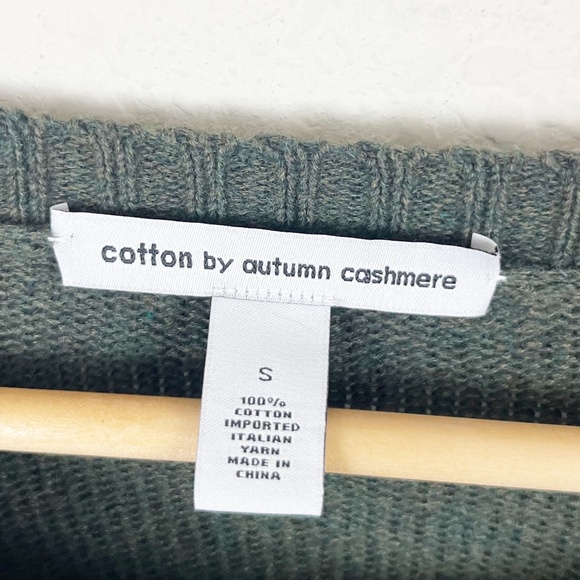 cotton by autumn cashmere
S
100%
COTTON
IMPORTED
ITALIAN
YARN
MADE IN
CHINA